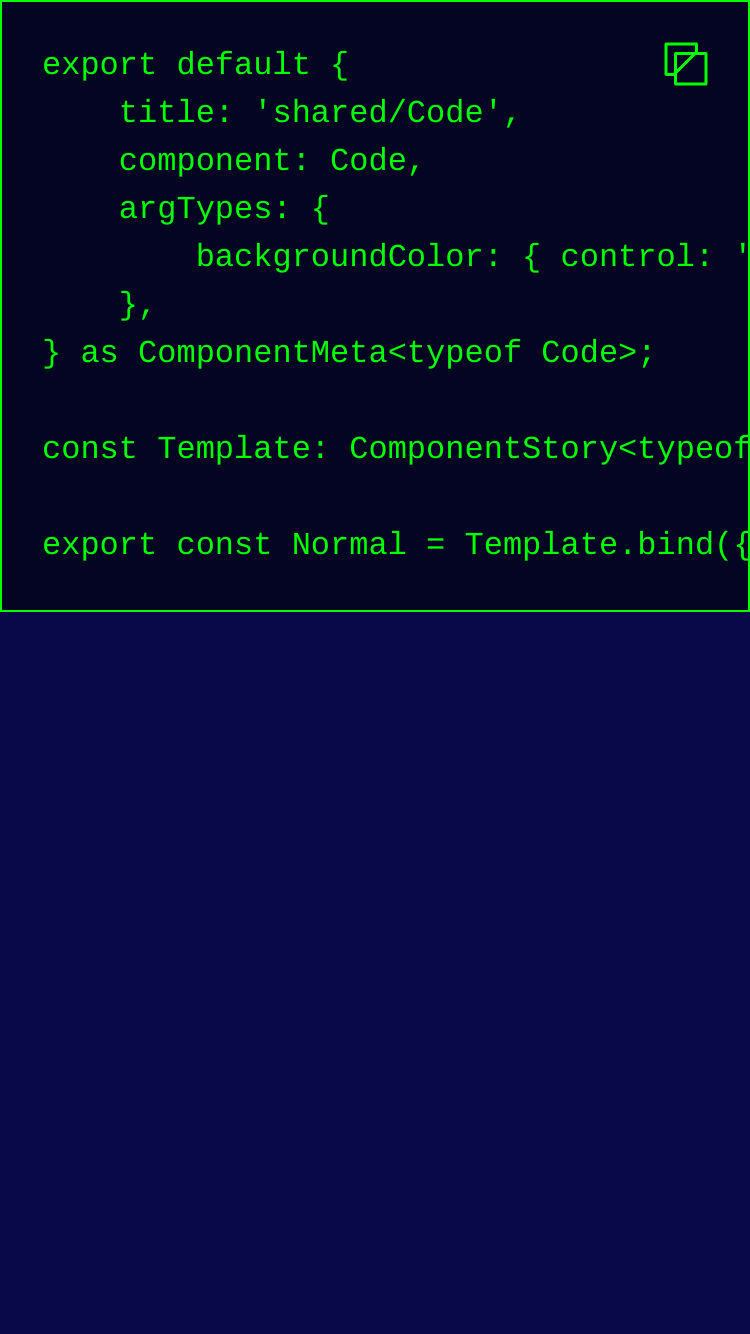 export default {
    title: 'shared/Code',
    component: Code,
    argTypes: {
        backgroundColor: { control: '
    },
} as ComponentMeta<typeof Code>;
const Template: ComponentStory<typeof
export const Normal = Template.bind({